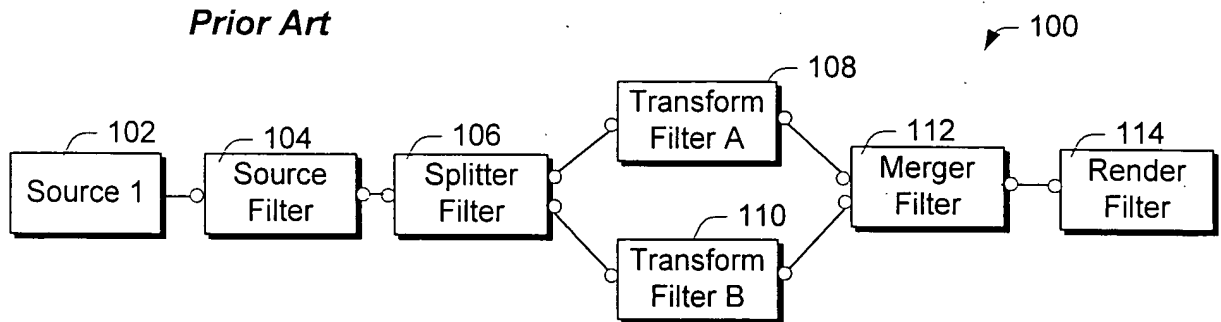 Prior Art
100
102
Source 1
104
Source
Filter
106
Splitter
Filter
108
Transform
Filter A
110
Transform
Filter B
112
Merger
Filter
114
Render
Filter